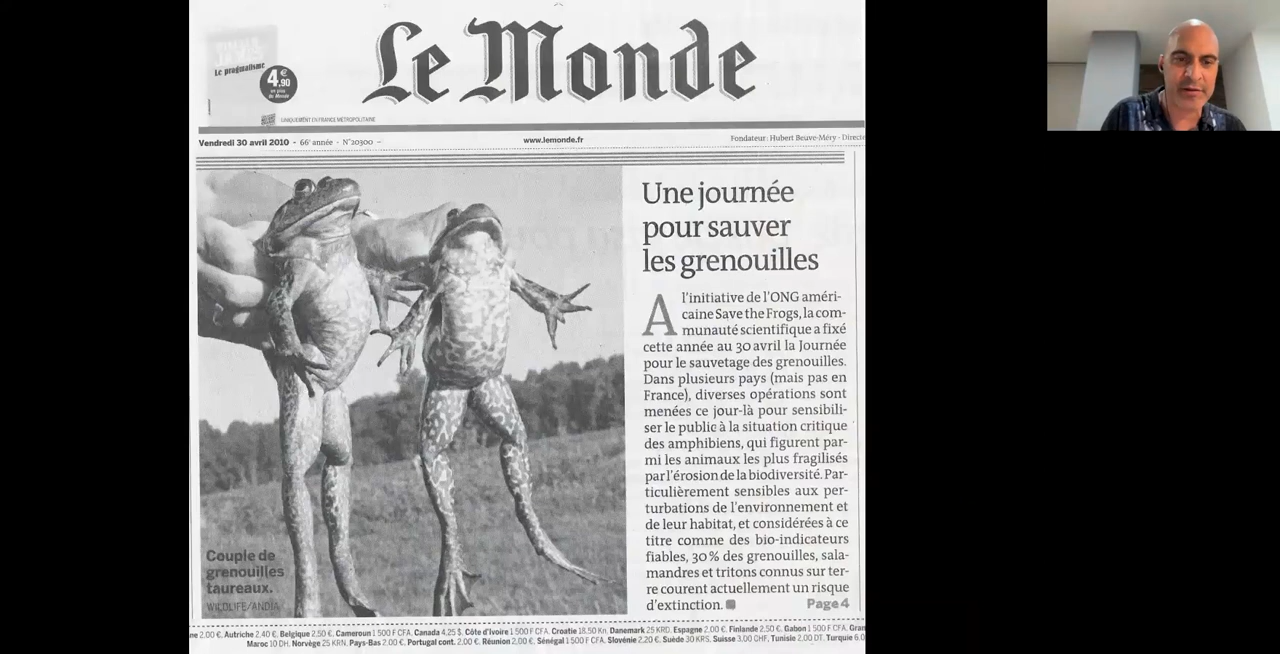 Le pragmatisme
4,90
€
en plus
du Monde
UNIQUEMENT EN FRANCE MÉTROPOLITAINE
Le Monde
Vendredi 30 avril 2010 - 66e année - N°20300 -
www.lemonde.fr
Fondateur : Hubert Beuve-Méry - Directe
Une journée
pour sauver
les grenouilles
A l'initiative de l'ONG améri-
caine Save the Frogs, la com-
munauté scientifique a fixé
cette année au 30 avril la Journée
pour le sauvetage des grenouilles.
Dans plusieurs pays (mais pas en
France), diverses opérations sont
menées ce jour-là pour sensibili-
ser le public à la situation critique
des amphibiens, qui figurent par-
mi les animaux les plus fragilisés
par l'érosion de la biodiversité. Par-
ticulièrement sensibles aux per-
turbations de l'environnement et
de leur habitat, et considérées à ce
titre comme des bio-indicateurs
fiables, 30 % des grenouilles, sala-
mandres et tritons connus sur ter-
re courent actuellement un risque
d'extinction.
Page 4
Couple de
grenouilles
taureaux.
WILDLIFE/ANDIA
ne 2,00 €, Autriche 2,40 €, Belgique 2,50 €, Cameroun 1 500 F CFA, Canada 4,25 $, Côte d'Ivoire 1 500 F CFA, Croatie 18,50 Kn, Danemark 25 KRD, Espagne 2,00 €, Finlande 2,50 €, Gabon 1 500 F CFA, Gran
Maroc 10 DH, Norvège 25 KRN, Pays-Bas 2,00 €, Portugal cont. 2,00 €, Réunion 2,00 €, Sénégal 1 500 F CFA, Slovénie 2,20 €, Suède 30 KRS, Suisse 3,00 CHF, Tunisie 2,00 DT, Turquie 6,0